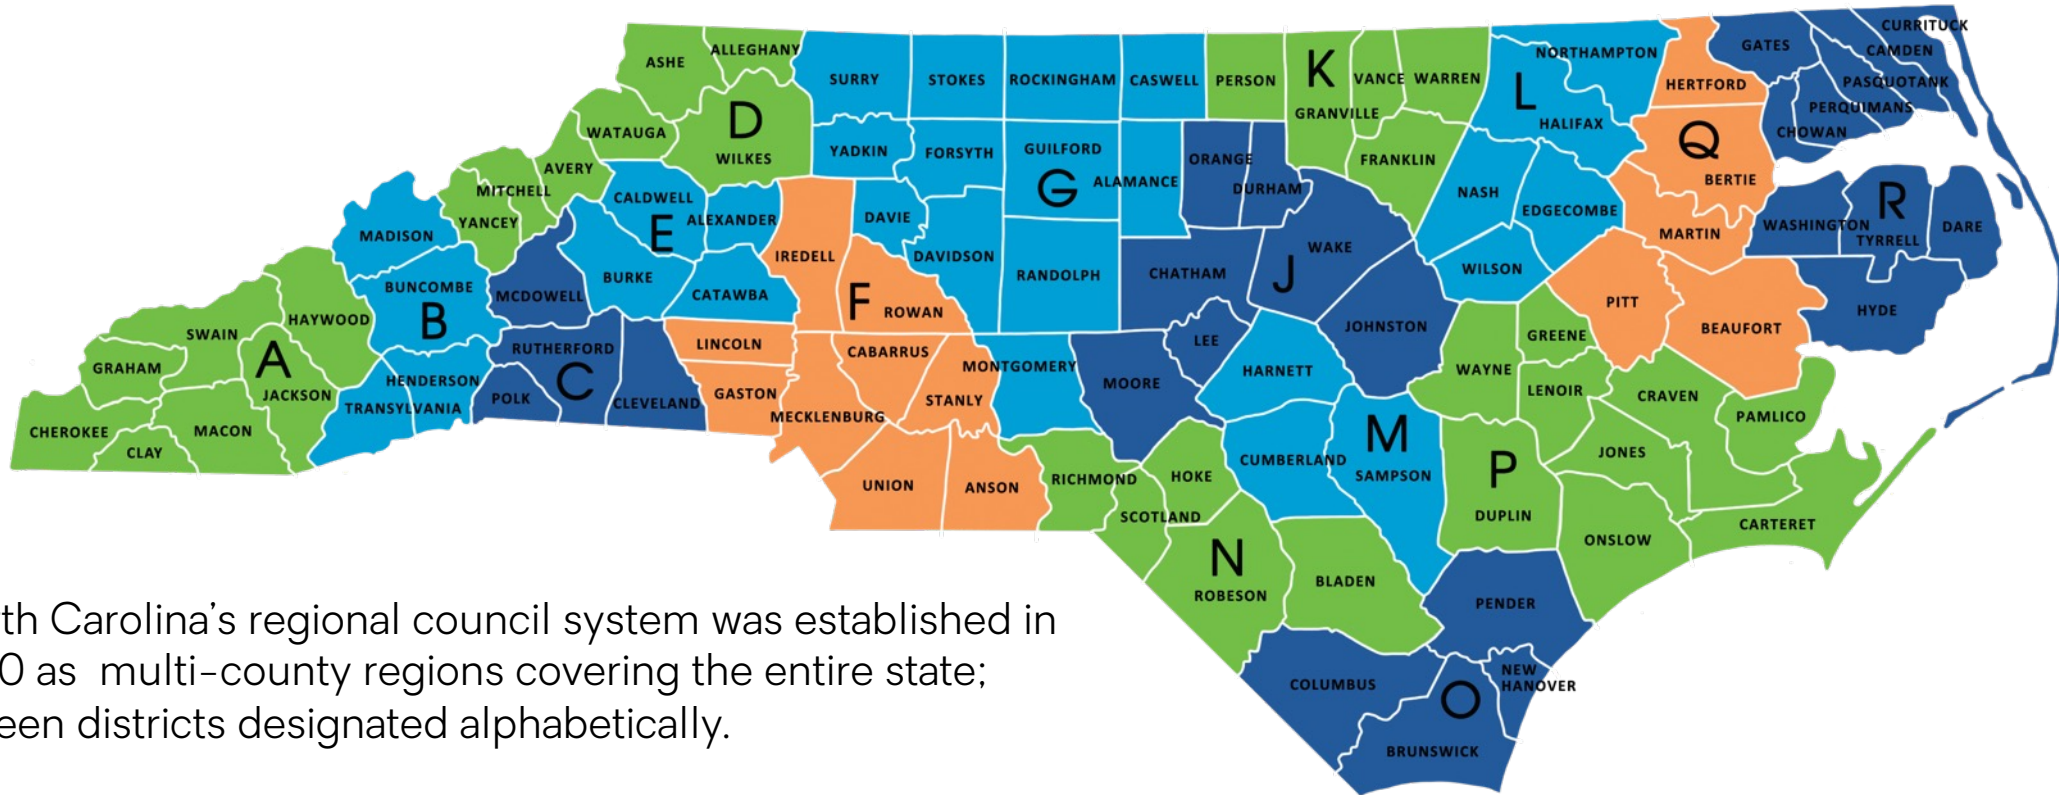 CURRITUCK
ALLEGHANY
GATES
CAMDEN
ASHE
NORTHAMPTON
K
SURRY
STOKES
ROCKINGHAM
CASWELL
PERSON
VANCE
WARREN
HERTFORD
PASQUOTANK
L
GRANVILLE
PERQUIMANS
D
WATAUGA
HALIFAX
CHOWAN
Q
WILKES
YADKIN
FORSYTH
GUILFORD
ORANGE
FRANKLIN
AVERY
G
ALAMANCE
BERTIE
MITCHELL
CALDWELL
DURHAM
NASH
R
YANCEY
E
ALEXANDER
DAVIE
EDGECOMBE
WASHINGTON
DARE
MADISON
MARTIN
TYRRELL
IREDELL
DAVIDSON
WAKE
BURKE
RANDOLPH
CHATHAM
J
WILSON
BUNCOMBE
MCDOWELL
CATAWBA
F
ROWAN
PITT
HYDE
B
HAYWOOD
SWAIN
JOHNSTON
BEAUFORT
LINCOLN
LEE
GREENE
RUTHERFORD
CABARRUS
A
GRAHAM
HENDERSON
C
MONTGOMERY
MOORE
HARNETT
WAYNE
JACKSON
TRANSYLVANIA
POLK
CLEVELAND
GASTON
STANLY
LENOIR
CRAVEN
MECKLENBURG
PAMLICO
CHEROKEE
MACON
M
CLAY
CUMBERLAND
JONES
P
UNION
ANSON
RICHMOND
HOKE
SAMPSON
SCOTLAND
DUPLIN
CARTERET
N
ONSLOW
ROBESON
BLADEN
PENDER
COLUMBUS
O
NEW
HANOVER
BRUNSWICK
th Carolina's regional council system was established in
0 as multi-county regions covering the entire state;
een districts designated alphabetically.